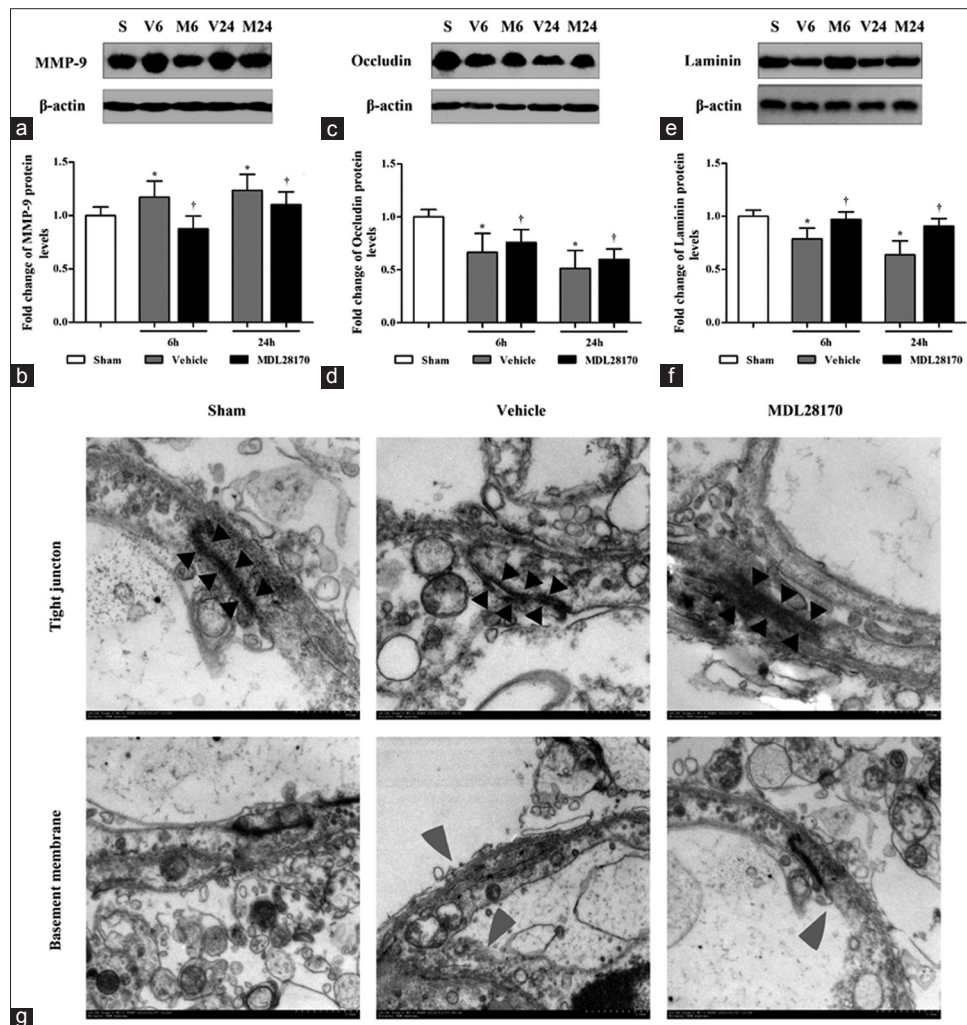 S V6 M6 V24 M24
MMP-9
β-actin
a
S V6 M6 V24 M24
Occludin
β-actin
c
S V6 M6 V24 M24
Laminin
β-actin
e
Fold change of MMP-9 protein
levels
1.5
1.0
0.5
0.0
* † * †
6h 24h
Sham Vehicle MDL28170
b
Fold change of Occludin protein
levels
1.5
1.0
0.5
0.0
* † * †
6h 24h
Sham Vehicle MDL28170
d
Fold change of Laminin protein
levels
1.5
1.0
0.5
0.0
* † * †
6h 24h
Sham Vehicle MDL28170
f
Sham Vehicle MDL28170
Tight juncton
Basement membrane
g